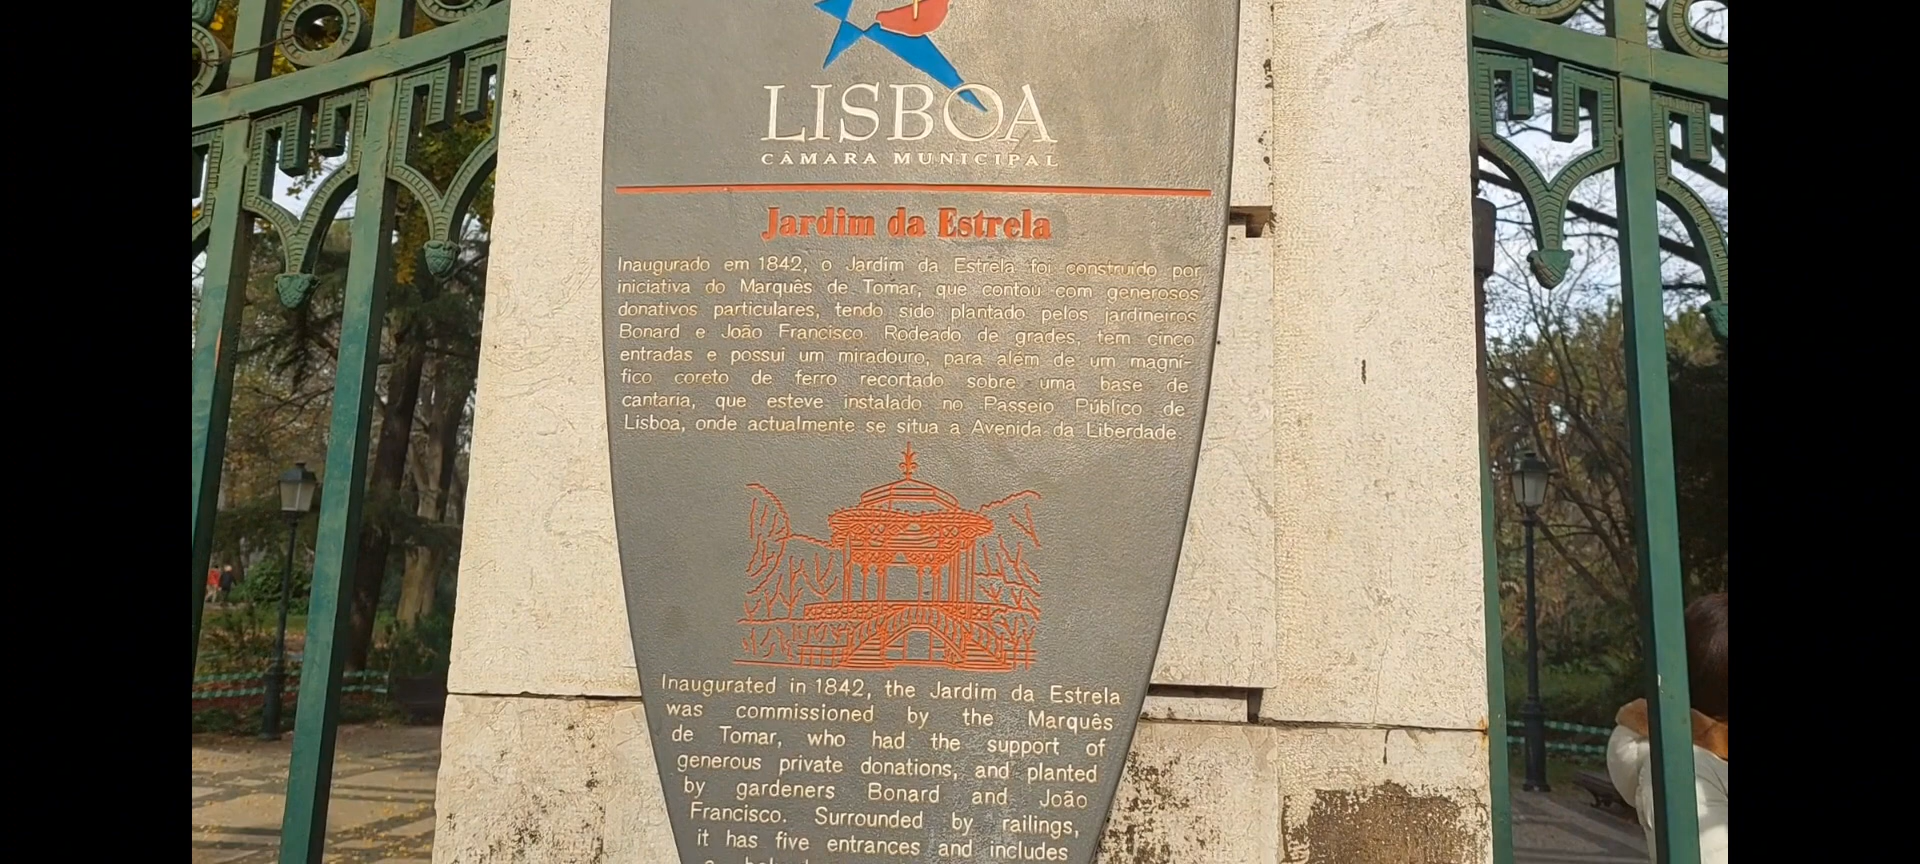 LISBOA
CÂMARA MUNICIPAL
Jardim da Estrela
Inaugurado em 1842, o Jardim da Estrela foi construído por
iniciativa do Marquês de Tomar, que contou com generosos
donativos particulares, tendo sido plantado pelos jardineiros
Bonard e João Francisco. Rodeado de grades, tem cinco
entradas e possui um miradouro, para além de um magní-
fico coreto de ferro recortado sobre uma base de
cantaria, que esteve instalado no Passeio Público de
Lisboa, onde actualmente se situa a Avenida da Liberdade.
Inaugurated in 1842, the Jardim da Estrela
was commissioned by the Marquês
de Tomar, who had the support of
generous private donations, and planted
by gardeners Bonard and João
Francisco. Surrounded by railings,
it has five entrances and includes